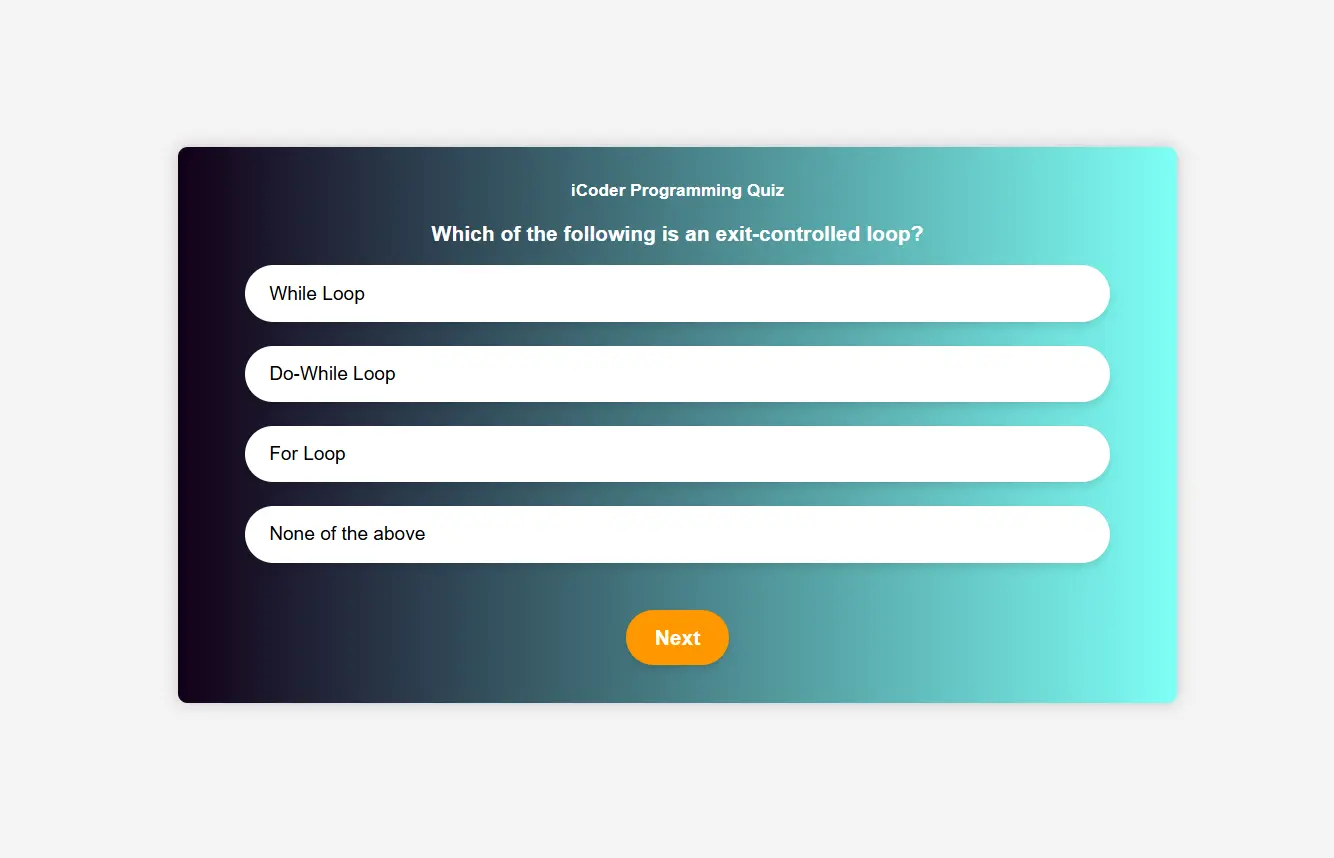 iCoder Programming Quiz
Which of the following is an exit-controlled loop?
While Loop
Do-While Loop
For Loop
None of the above
Next